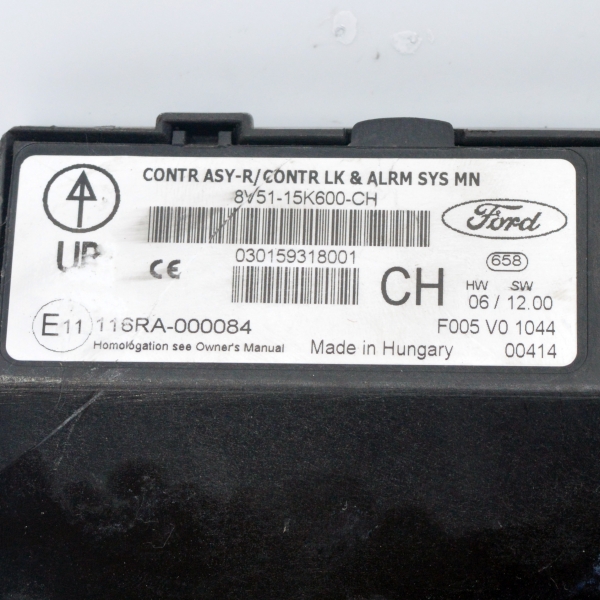 CONTR ASY-R/CONTR LK & ALRM SYS MN
8V51-15K600-CH
Ford
UP
CE
030159318001
CH
658
HW SW
06 / 12.00
E11 116RA-000084
F005 V0 1044
Homologation see Owner's Manual
Made in Hungary
00414